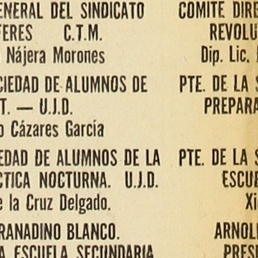 ENERAL DEL SINDICATO
FERES C.T.M.
Nájera Morones
CIEDAD DE ALUMNOS DE
T. — U.J.D.
o Cázares García
EDAD DE ALUMNOS DE LA
CTICA NOCTURNA. U.J.D.
e la Cruz Delgado.
RANADINO BLANCO.
A ESCUELA SECUNDARIA
COMITE DIRE
REVOLU
Dip. Lic.
PTE. DE LA S
PREPARA
PTE. DE LA S
ESCUE
Xi
ARNOL
PRES